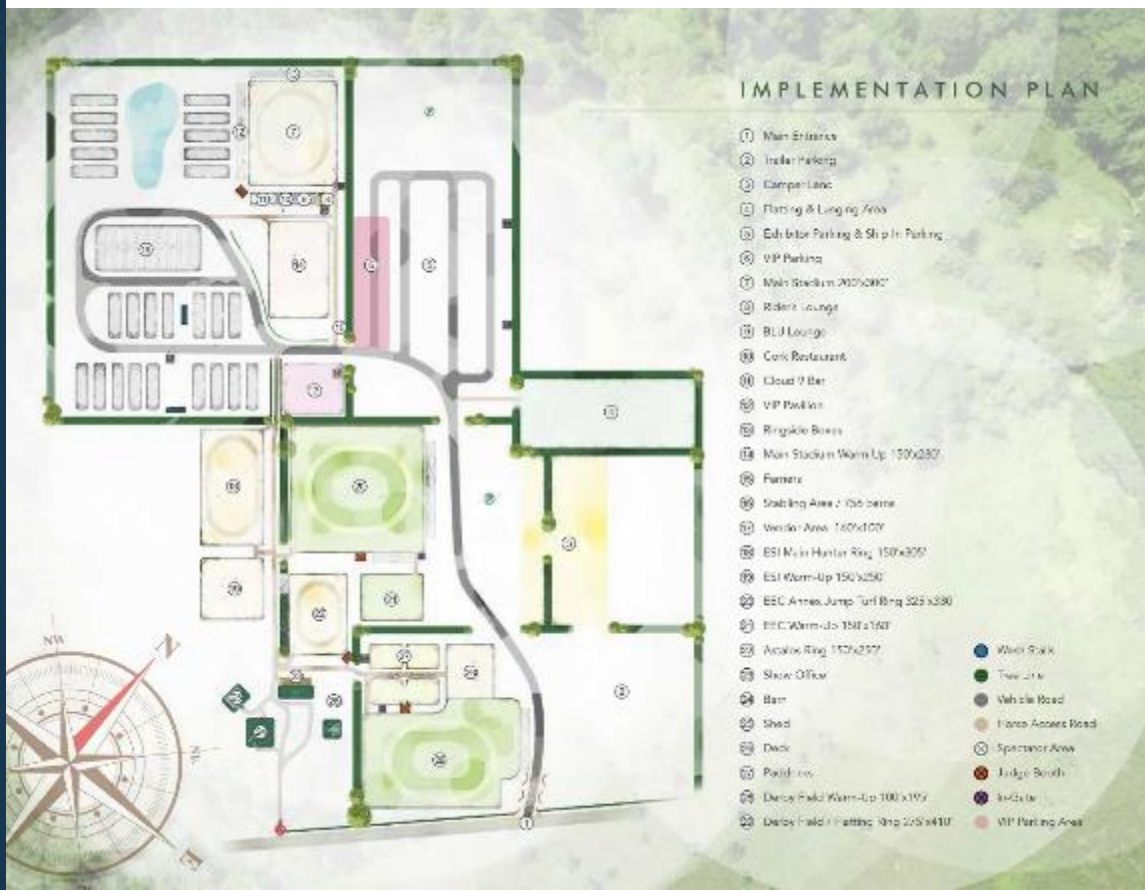 IMPLEMENTATION PLAN
1 Main Entrance
2 Trailer Parking
3 Camper Land
4 Flatting & Lunging Area
5 Exhibitor Parking & Ship In Parking
6 VIP Parking
7 Main Stadium 200'x300'
8 Rider's Lounge
9 BLU Lounge
10 Cork Restaurant
11 Cloud 9 Bar
12 VIP Pavilion
13 Ringside Boxes
14 Main Stadium Warm Up 150'x280'
15 Farriers
16 Stabling Area / 756 barns
17 Vendor Area 160'x100'
18 ESI Main Hunter Ring 150'x305'
19 ESI Warm-Up 150'x250'
20 EEC Annex Jump Turf Ring 325'x330'
21 EEC Warm-Up 150'x160'
22 Ring 150'x250'
23 Show Office
24 Barn
25 Shed
26 Deck
27 Paddocks
28 Derby Field Warm-Up 100'x195'
29 Derby Field / Flatting Ring 275'x410'
Wash Stalls
Tree Line
Vehicle Road
Horse Access Road
Spectator Area
Judge Booth
In-Gate
VIP Parking Area
NW
N
E